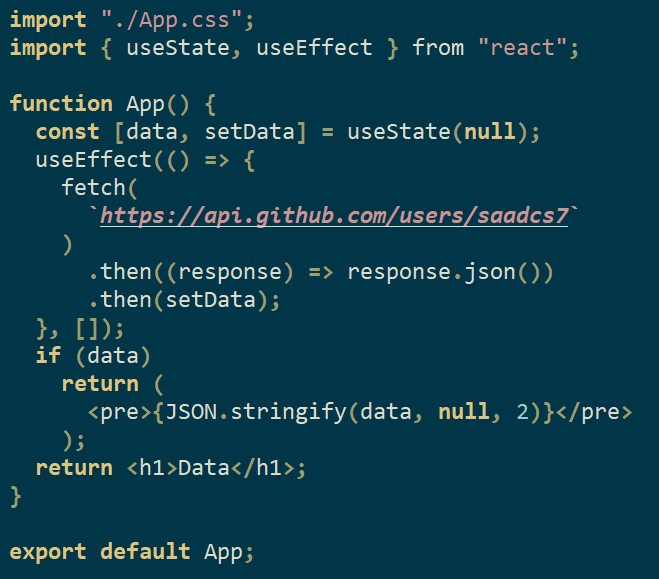 import "./App.css";
import { useState, useEffect } from "react";

function App() {
  const [data, setData] = useState(null);
  useEffect(() => {
    fetch(
      `https://api.github.com/users/saadcs7`
    )
      .then((response) => response.json())
      .then(setData);
  }, []);
  if (data)
    return (
      <pre>{JSON.stringify(data, null, 2)}</pre>
    );
  return <h1>Data</h1>;
}

export default App;